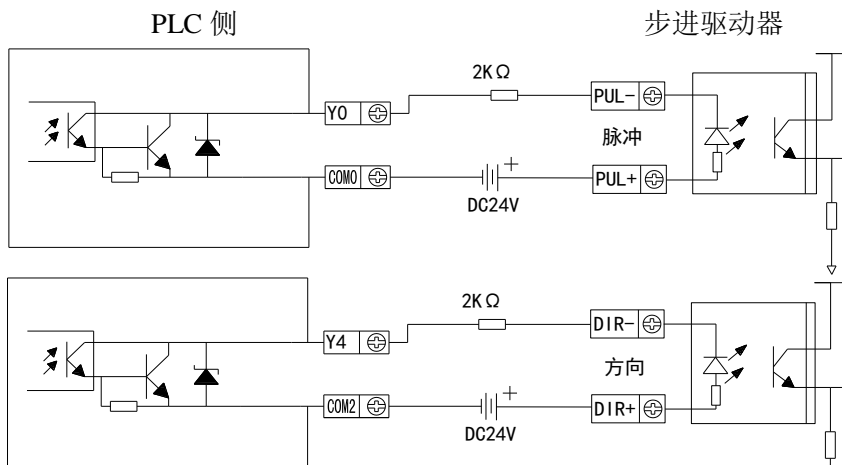 PLC 侧
步进驱动器
2KΩ
Y0
PUL-
脉冲
COM0
+
DC24V
PUL+
2KΩ
Y4
DIR-
方向
COM2
+
DC24V
DIR+